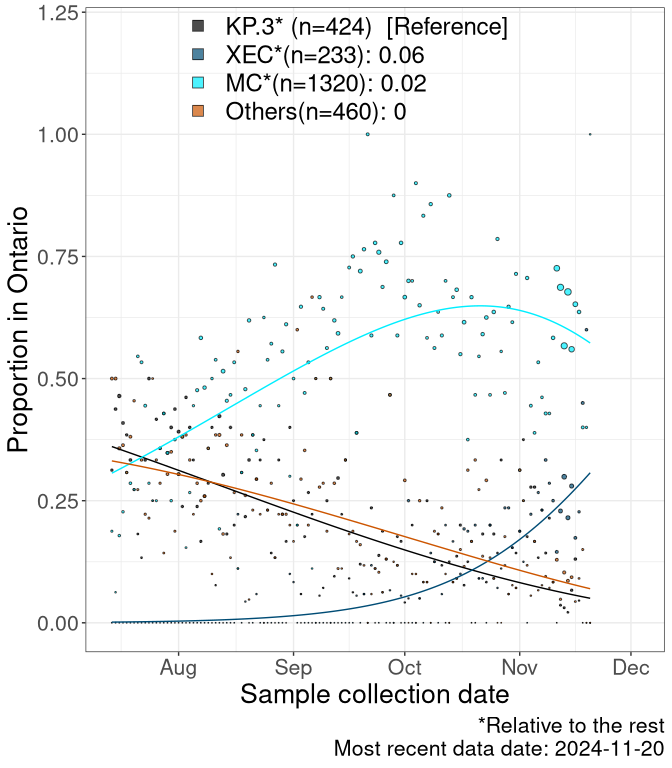 KP.3* (n=424)  [Reference]
XEC*(n=233): 0.06
MC*(n=1320): 0.02
Others(n=460): 0
Proportion in Ontario
1.25
1.00
0.75
0.50
0.25
0.00
Aug Sep Oct Nov Dec
Sample collection date
*Relative to the rest
Most recent data date: 2024-11-20